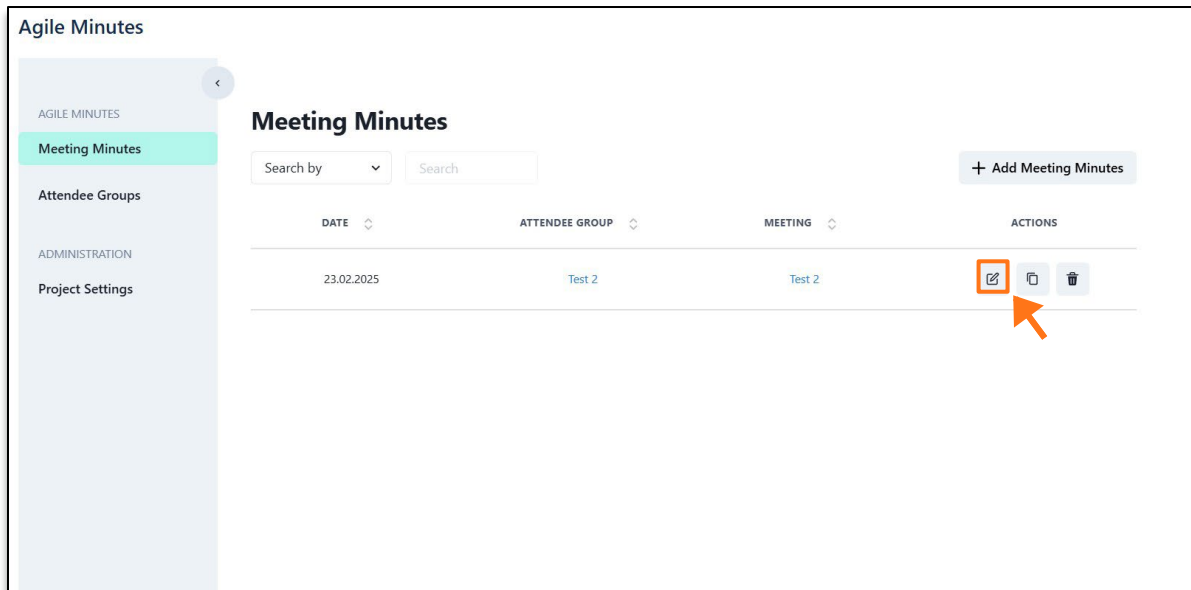 Agile Minutes
AGILE MINUTES
Meeting Minutes
Attendee Groups
ADMINISTRATION
Project Settings
Meeting Minutes
Search by
Search
+ Add Meeting Minutes
DATE ATTENDEE GROUP MEETING ACTIONS
23.02.2025 Test 2 Test 2